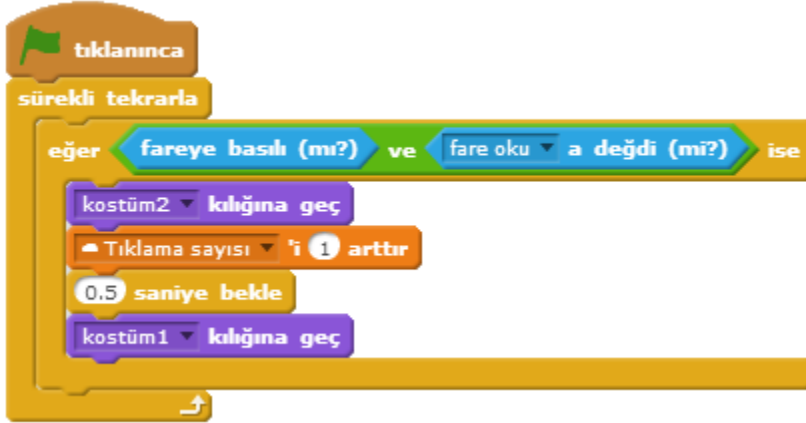 tıklanınca
sürekli tekrarla
eğer fareye basılı (mı?) ve fare oku a değdi (mi?) ise
kostüm2 kılığına geç
Tıklama sayısı 'i 1 arttır
0.5 saniye bekle
kostüm1 kılığına geç